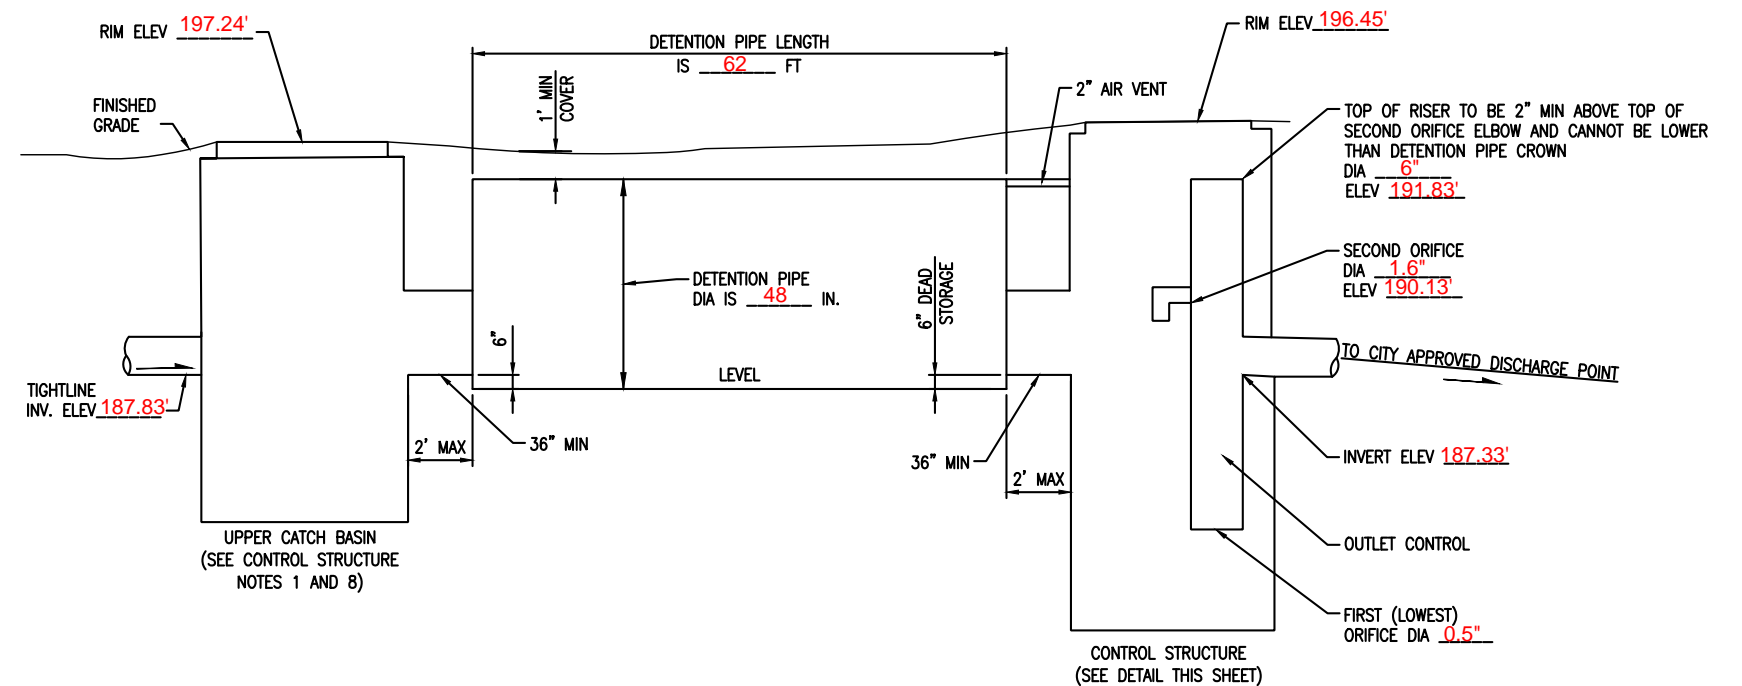 RIM ELEV 197.24'
FINISHED
GRADE
DETENTION PIPE LENGTH
IS 62 FT
1' MIN
COVER
2" AIR VENT
RIM ELEV 196.45'
TOP OF RISER TO BE 2" MIN ABOVE TOP OF
SECOND ORIFICE ELBOW AND CANNOT BE LOWER
THAN DETENTION PIPE CROWN
DIA 6"
ELEV 191.83'
SECOND ORIFICE
DIA 1.6"
ELEV 190.13'
DETENTION PIPE
DIA IS 48 IN.
6" DEAD
STORAGE
6"
LEVEL
TO CITY APPROVED DISCHARGE POINT
TIGHTLINE
INV. ELEV 187.83'
2' MAX
36" MIN
36" MIN
2' MAX
INVERT ELEV 187.33'
OUTLET CONTROL
UPPER CATCH BASIN
(SEE CONTROL STRUCTURE
NOTES 1 AND 8)
FIRST (LOWEST)
ORIFICE DIA 0.5"
CONTROL STRUCTURE
(SEE DETAIL THIS SHEET)